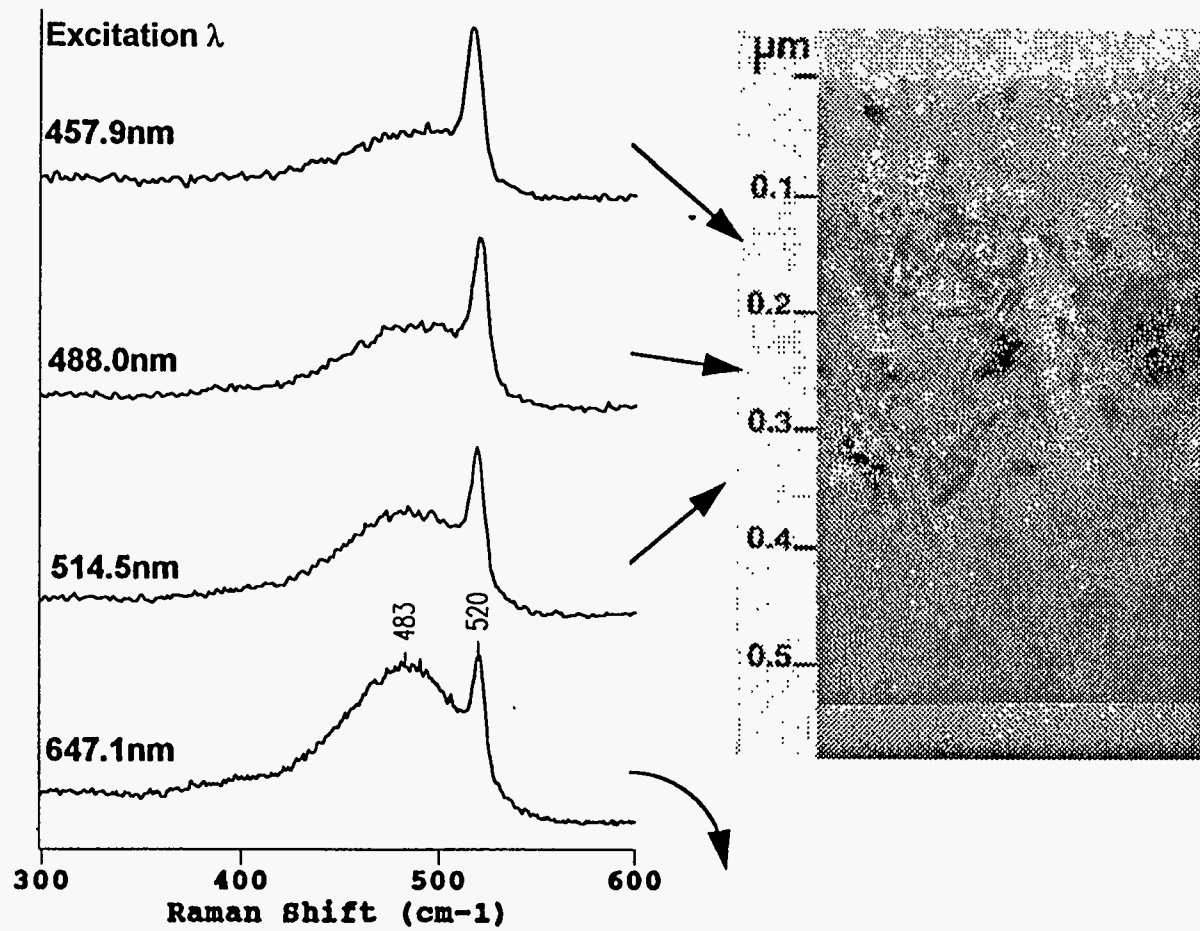 Excitation λ
457.9nm
488.0nm
514.5nm
647.1nm
483
520
300 400 500 600
Raman Shift (cm-1)
μm
0.1
0.2
0.3
0.4
0.5